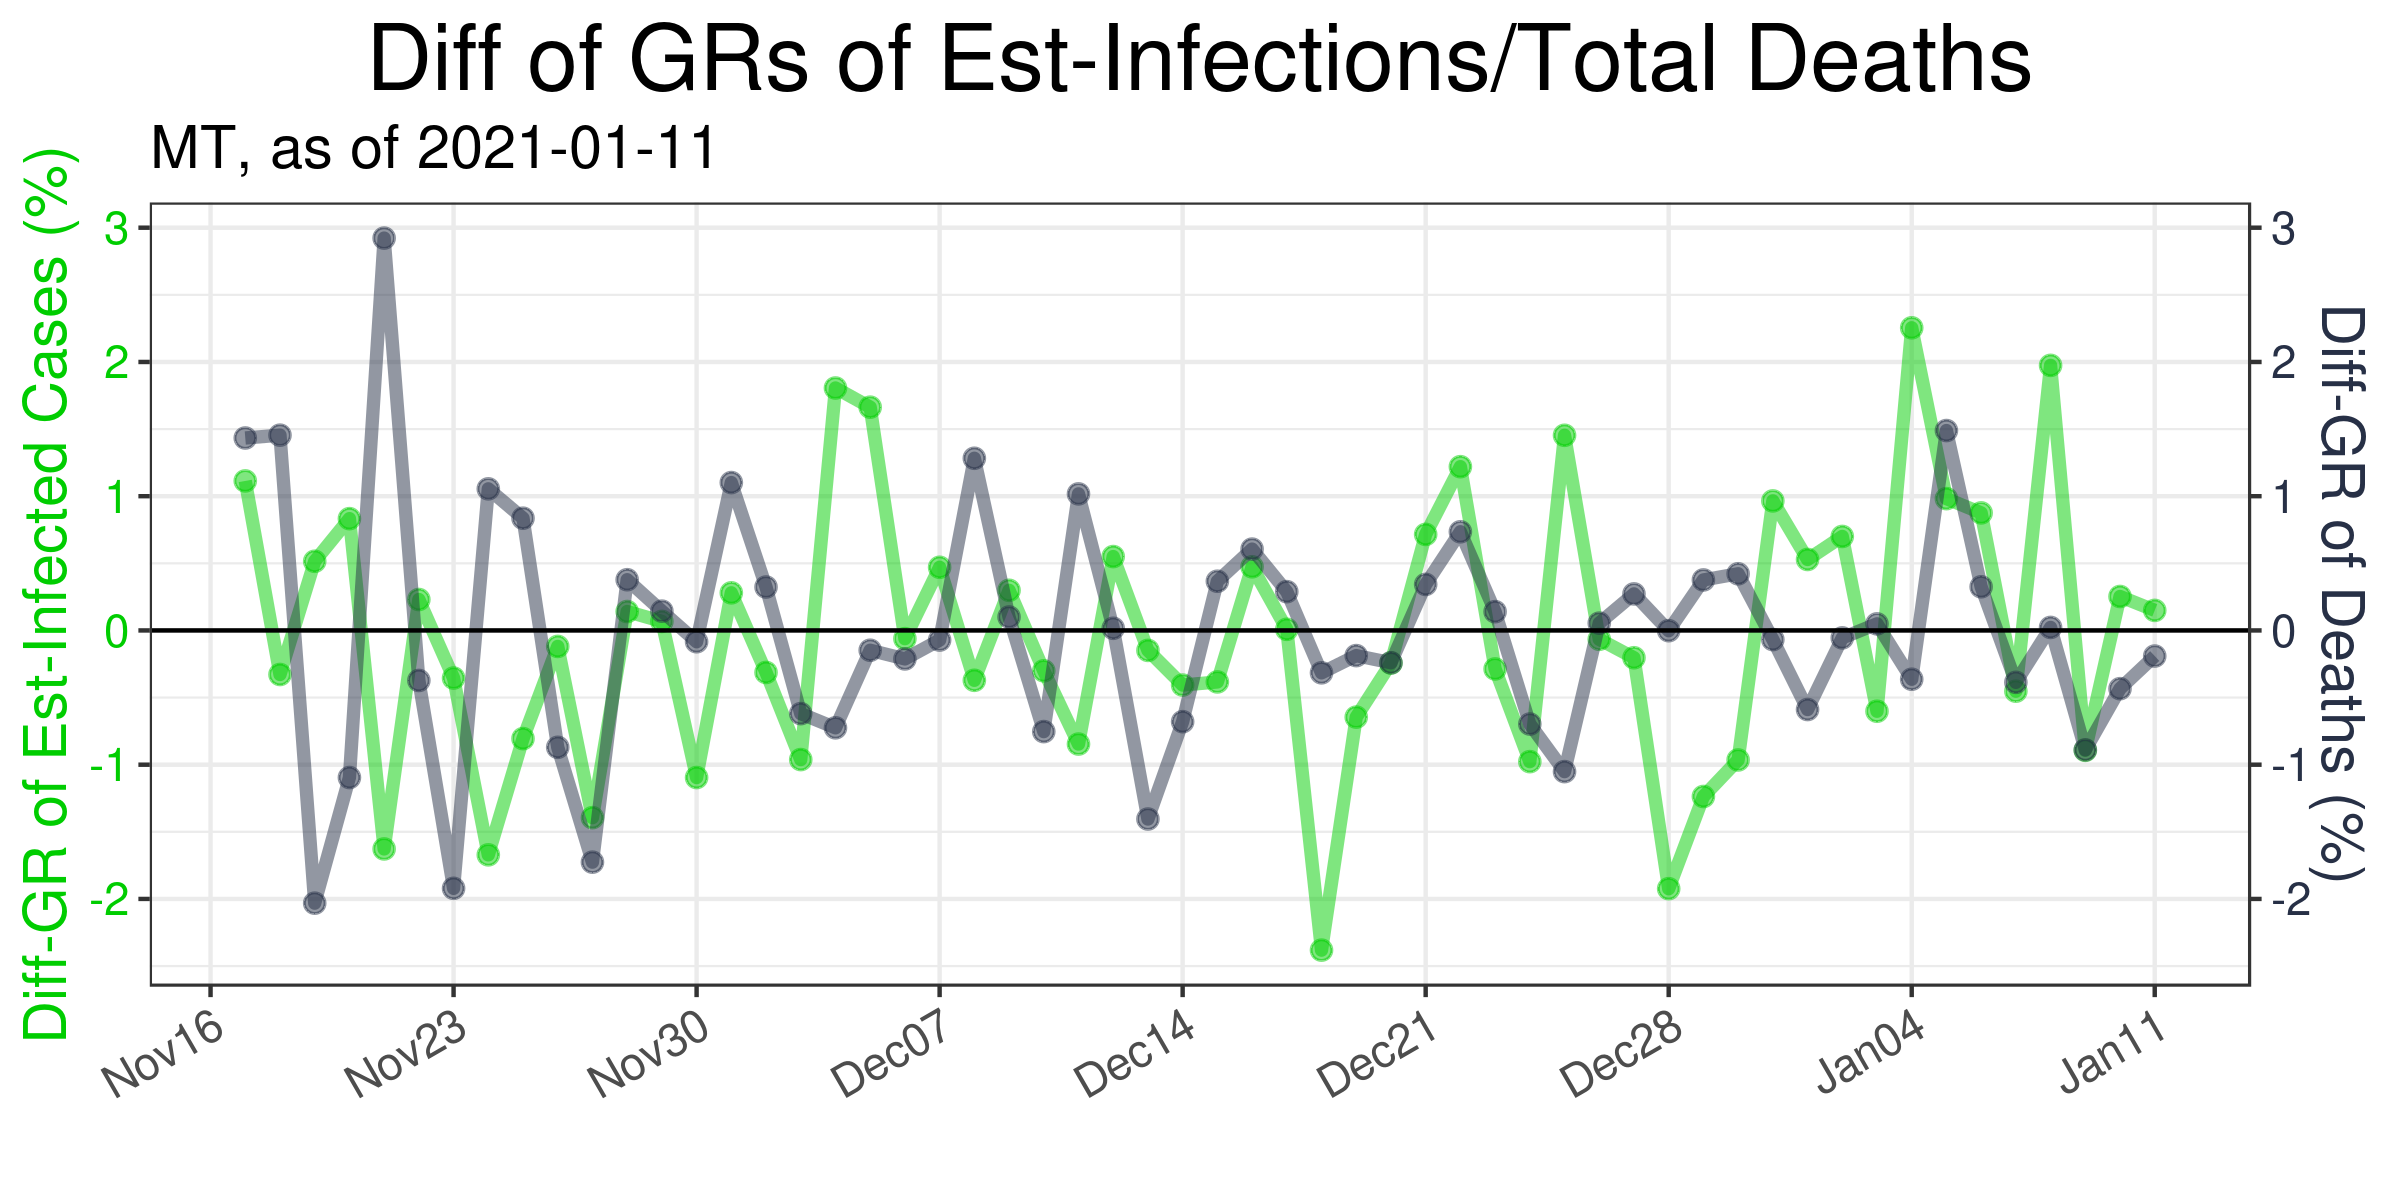 Diff of GRs of Est-Infections/Total Deaths
MT, as of 2021-01-11
Diff-GR of Est-Infected Cases (%)
3
2
1
0
-1
-2
3
2
1
0
-1
-2
Diff-GR of Deaths (%)
Nov16
Nov23
Nov30
Dec07
Dec14
Dec21
Dec28
Jan04
Jan11